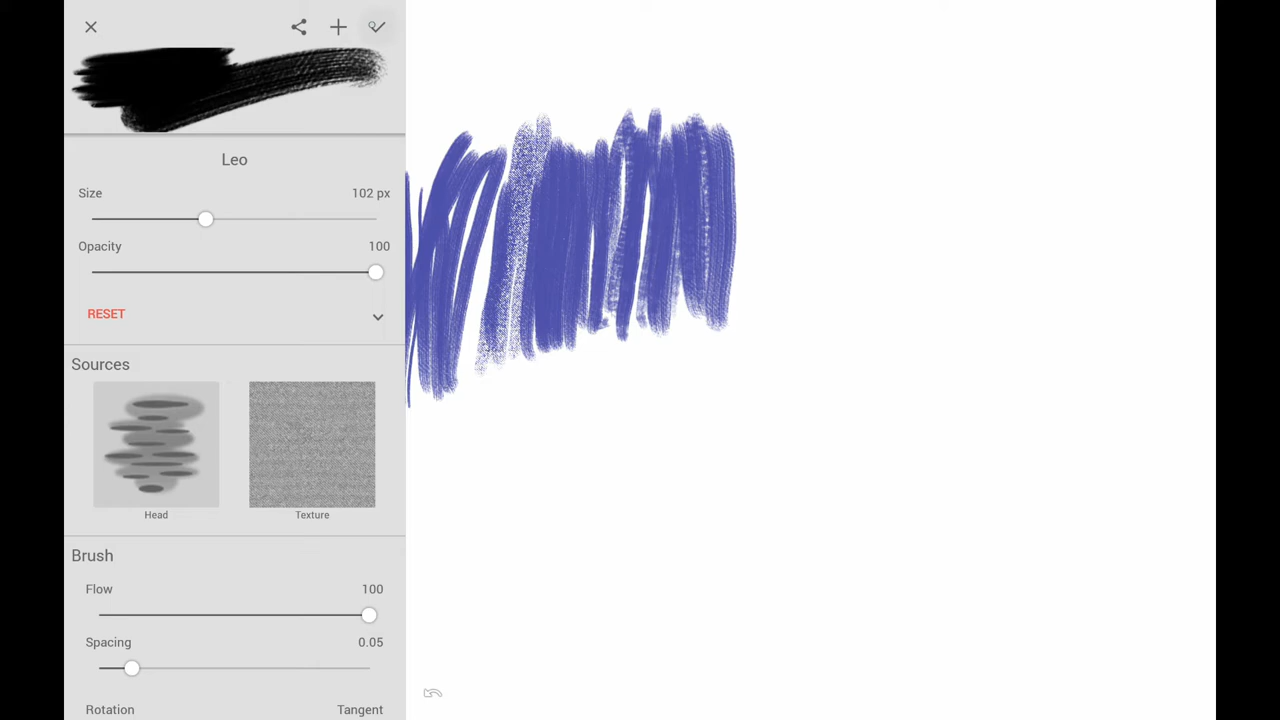 Leo
Size 102 px
Opacity 100
RESET
Sources
Head Texture
Brush
Flow 100
Spacing 0.05
Rotation Tangent